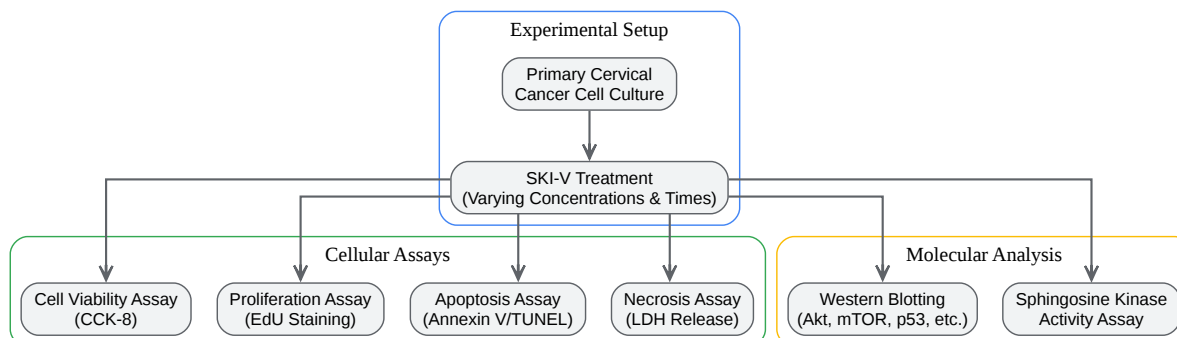 Experimental Setup
Primary Cervical
Cancer Cell Culture
SKI-V Treatment
(Varying Concentrations & Times)
Cellular Assays
Molecular Analysis
Cell Viability Assay
(CCK-8)
Proliferation Assay
(EdU Staining)
Apoptosis Assay
(Annexin V/TUNEL)
Necrosis Assay
(LDH Release)
Western Blotting
(Akt, mTOR, p53, etc.)
Sphingosine Kinase
Activity Assay